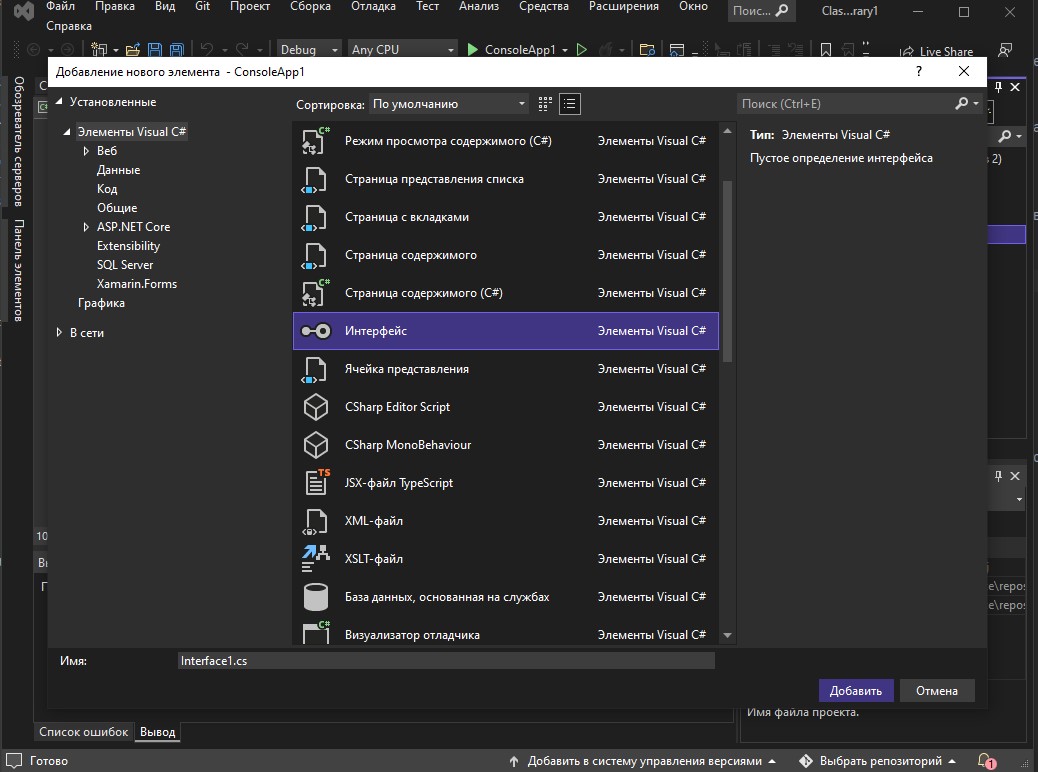 Файл Правка Вид Git Проект Сборка Отладка Тест Анализ Средства Расширения Окно Поис... Clas...rary1
Справка
Debug Any CPU ConsoleApp1 Live Share
Добавление нового элемента - ConsoleApp1 ?
Обозреватель серверов
Панель элементов
Установленные
Элементы Visual C#
Веб
Данные
Код
Общие
ASP.NET Core
Extensibility
SQL Server
Xamarin.Forms
Графика
В сети
Сортировка: По умолчанию
Поиск (Ctrl+E)
Режим просмотра содержимого (C#) Элементы Visual C#
Страница представления списка Элементы Visual C#
Страница с вкладками Элементы Visual C#
Страница содержимого Элементы Visual C#
Страница содержимого (C#) Элементы Visual C#
Интерфейс Элементы Visual C#
Ячейка представления Элементы Visual C#
CSharp Editor Script Элементы Visual C#
CSharp MonoBehaviour Элементы Visual C#
JSX-файл TypeScript Элементы Visual C#
XML-файл Элементы Visual C#
XSLT-файл Элементы Visual C#
База данных, основанная на службах Элементы Visual C#
Визуализатор отладчика Элементы Visual C#
Тип: Элементы Visual C#
Пустое определение интерфейса
2)
e\repos
e\repos
10
Имя: Interface1.cs
Добавить Отмена
Имя файла проекта.
Список ошибок Вывод
Готово Добавить в систему управления версиями Выбрать репозиторий 1